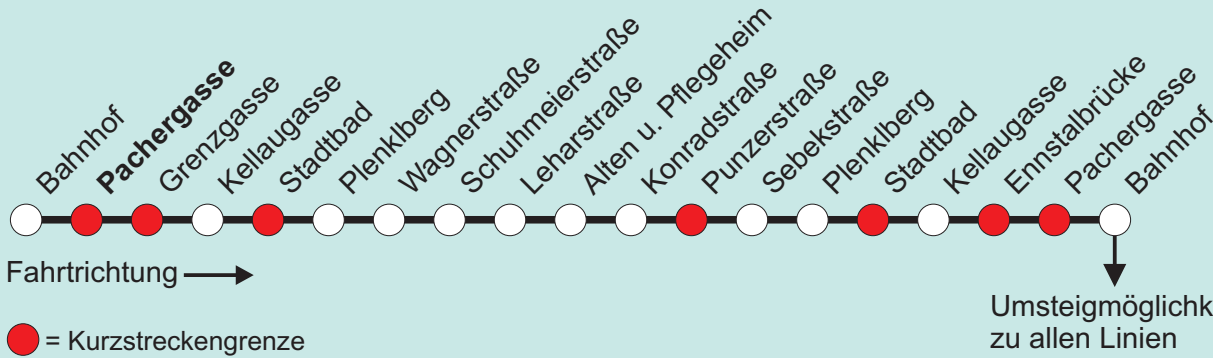 Bahnhof
Pachergasse
Grenzgasse
Kellaugasse
Stadtbad
Plenklberg
Wagnerstraße
Schuhmeierstraße
Leharstraße
Alten u. Pflegeheim
Konradstraße
Punzerstraße
Sebekstraße
Plenklberg
Stadtbad
Kellaugasse
Ennstalbrücke
Pachergasse
Bahnhof
Fahrtrichtung
Umsteigmöglichk
zu allen Linien
= Kurzstreckengrenze